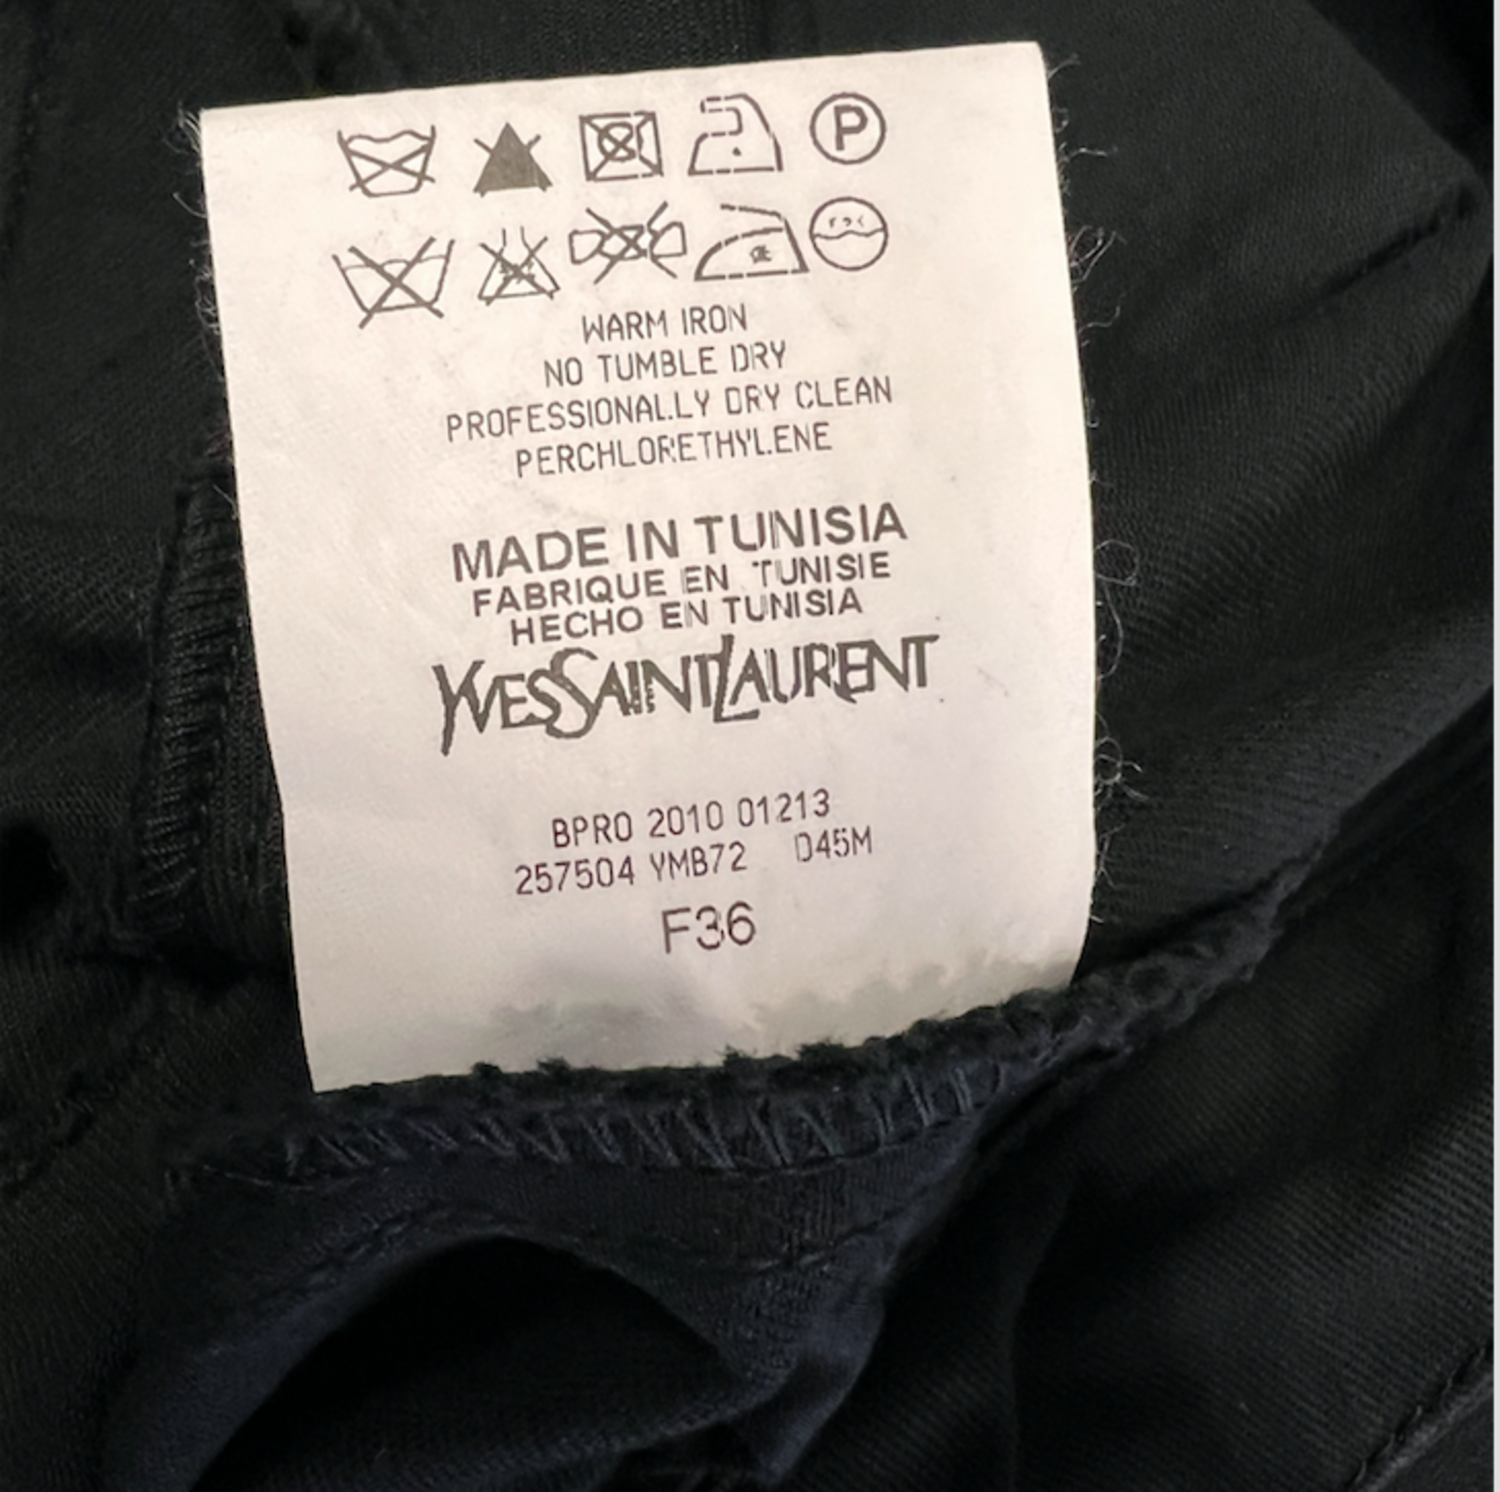 P
WARM IRON
NO TUMBLE DRY
PROFESSIONALLY DRY CLEAN
PERCHLORETHYLENE
MADE IN TUNISIA
FABRIQUE EN TUNISIE
HECHO EN TUNISIA
YVESSAINTLAURENT
BPRO 2010 01213
257504 YMB72 D45M
F36